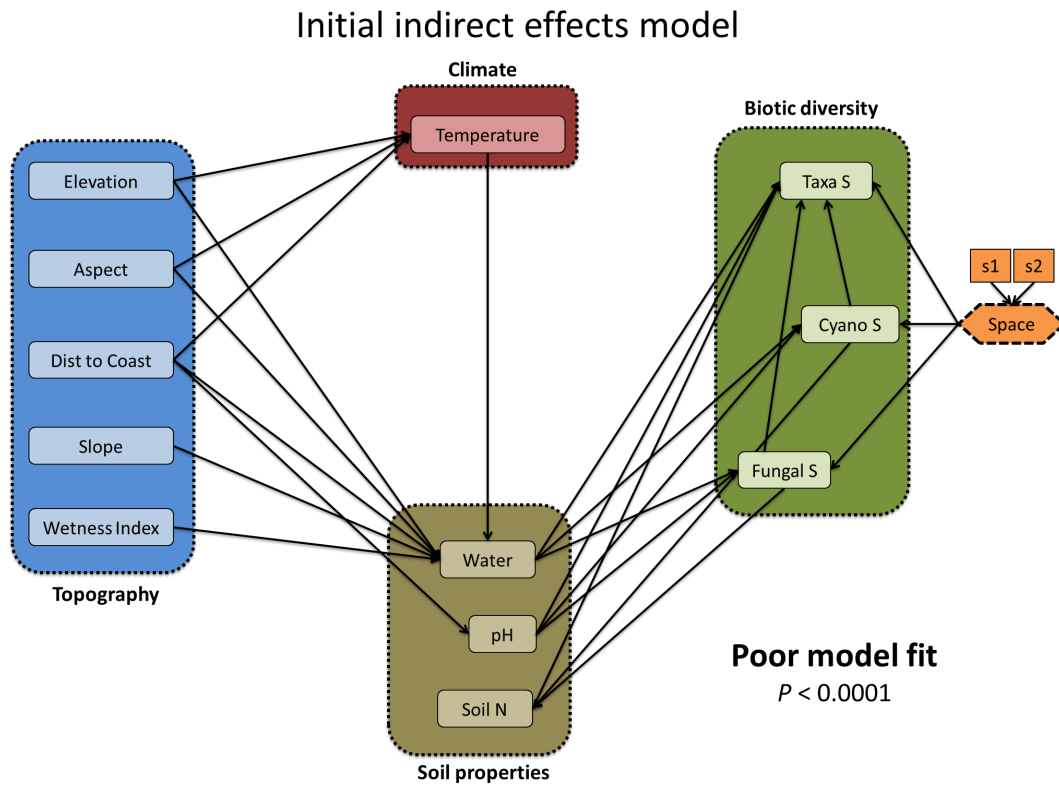 Initial indirect effects model
Climate
Temperature
Biotic diversity
Taxa S
Cyano S
Fungal S
s1
s2
Space
Elevation
Aspect
Dist to Coast
Slope
Wetness Index
Topography
Water
pH
Soil N
Soil properties
Poor model fit
P < 0.0001